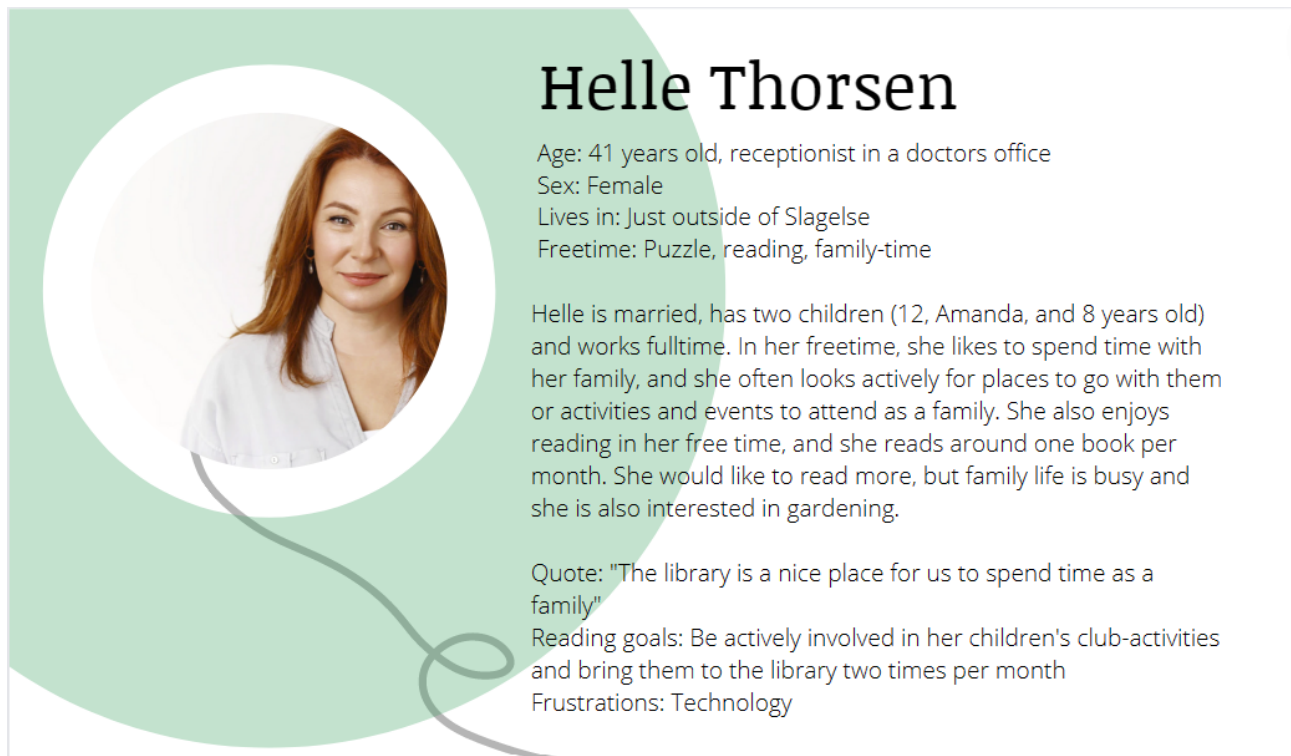 Helle Thorsen
Age: 41 years old, receptionist in a doctors office
Sex: Female
Lives in: Just outside of Slagelse
Freetime: Puzzle, reading, family-time
Helle is married, has two children (12, Amanda, and 8 years old)
and works fulltime. In her freetime, she likes to spend time with
her family, and she often looks actively for places to go with them
or activities and events to attend as a family. She also enjoys
reading in her free time, and she reads around one book per
month. She would like to read more, but family life is busy and
she is also interested in gardening.
Quote: "The library is a nice place for us to spend time as a
family"
Reading goals: Be actively involved in her children's club-activities
and bring them to the library two times per month
Frustrations: Technology